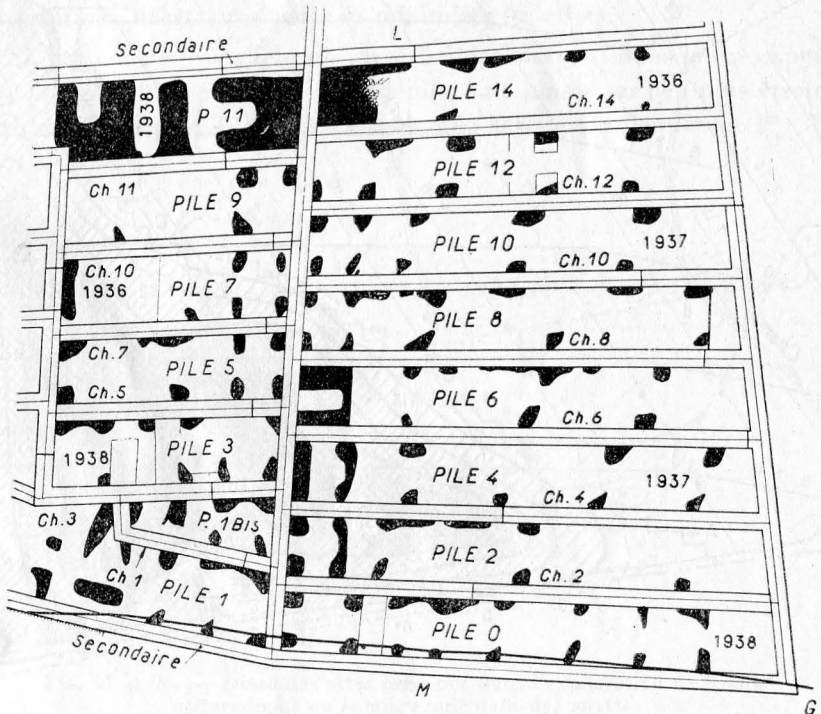 Secondaire
L
PILE 14
1936
Ch.14
1938
P 11
PILE 12
Ch.12
Ch 11
PILE 9
PILE 10
1937
Ch.10
Ch.10
1936
PILE 7
PILE 8
Ch.8
Ch.7
PILE 5
Ch.5
PILE 6
Ch.6
PILE 3
1938
PILE 4
1937
Ch.4
Ch.3
P. 1 Bis
PILE 2
Ch.2
Ch 1
PILE 1
PILE 0
1938
Secondaire
M
G